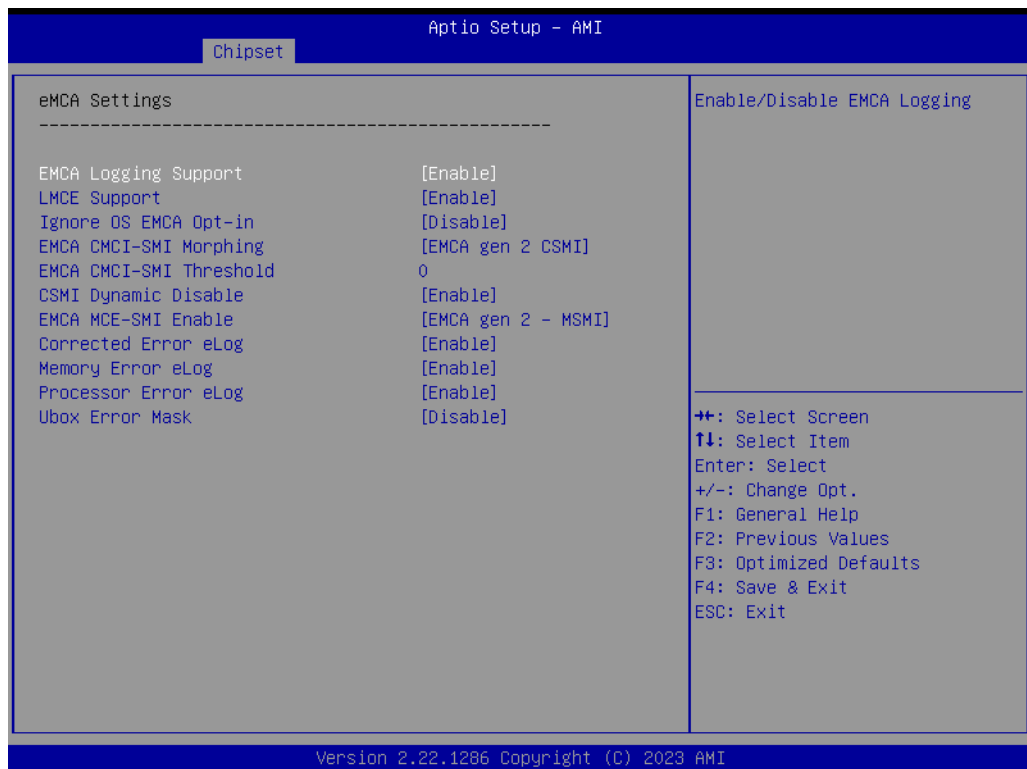 Aptio Setup – AMI
Chipset
eMCA Settings
--------------------------------------------------
EMCA Logging Support [Enable]
LMCE Support [Enable]
Ignore OS EMCA Opt-in [Disable]
EMCA CMCI-SMI Morphing [EMCA gen 2 CSMI]
EMCA CMCI-SMI Threshold 0
CSMI Dynamic Disable [Enable]
EMCA MCE-SMI Enable [EMCA gen 2 – MSMI]
Corrected Error eLog [Enable]
Memory Error eLog [Enable]
Processor Error eLog [Enable]
Ubox Error Mask [Disable]
Enable/Disable EMCA Logging
→←: Select Screen
↑↓: Select Item
Enter: Select
+/-: Change Opt.
F1: General Help
F2: Previous Values
F3: Optimized Defaults
F4: Save & Exit
ESC: Exit
Version 2.22.1286 Copyright (C) 2023 AMI